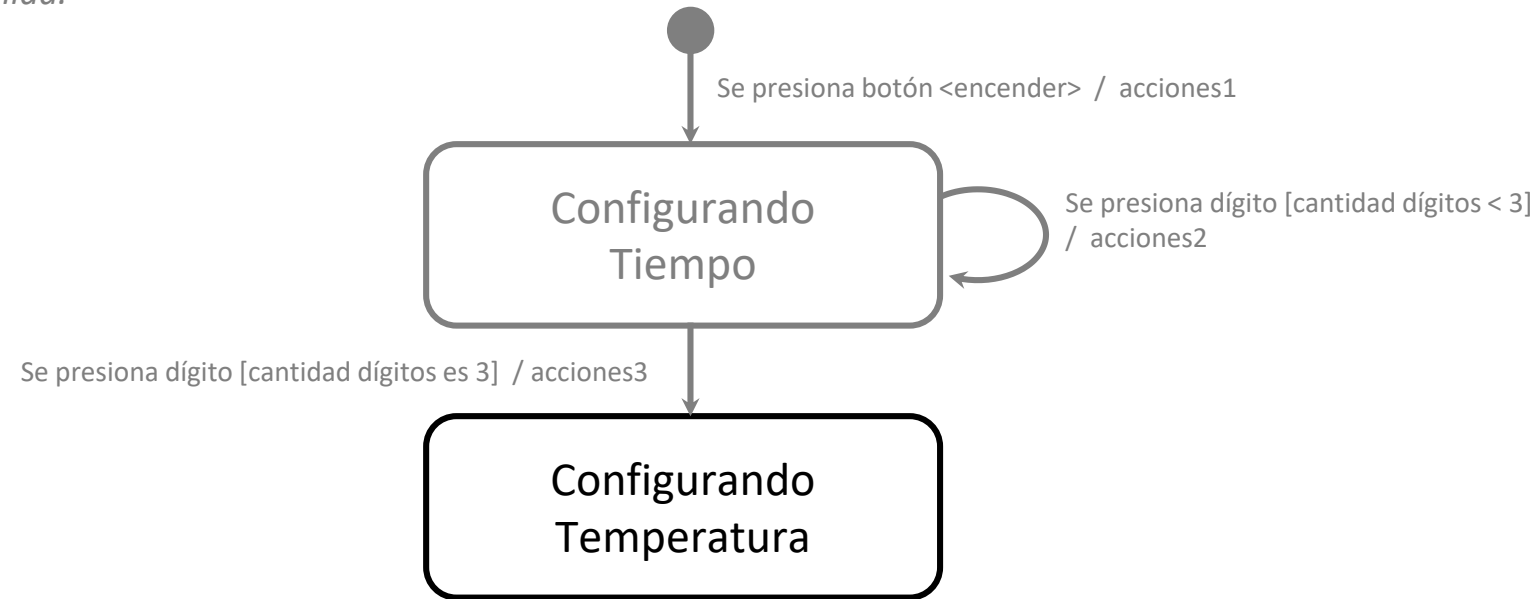 Se presiona botón <encender> / acciones1
Configurando
Tiempo
Se presiona dígito [cantidad dígitos < 3]
/ acciones2
Se presiona dígito [cantidad dígitos es 3] / acciones3
Configurando
Temperatura